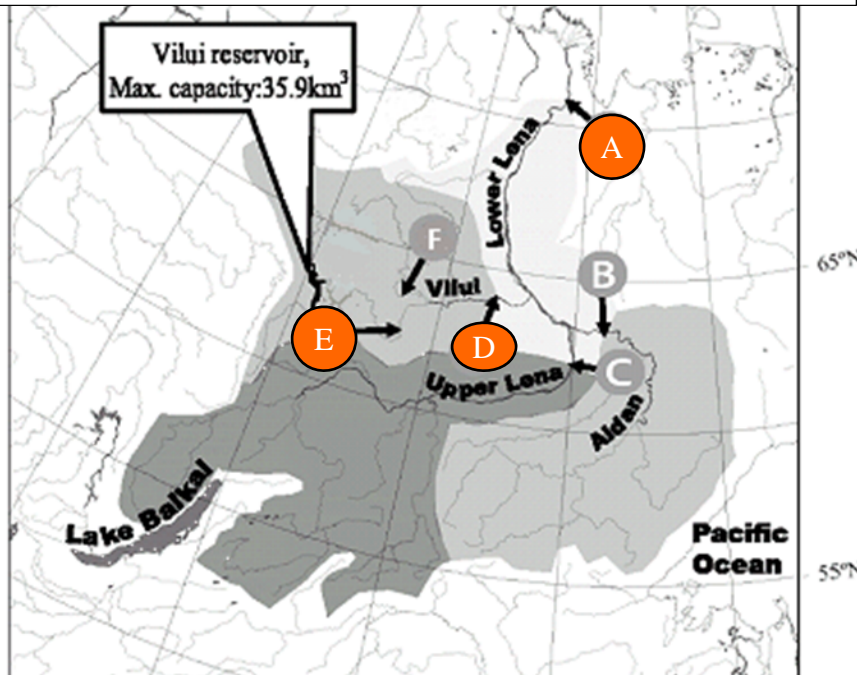 Vilui reservoir,
Max. capacity:35.9km³
A
Lower Lena
F
B
65°N
Vilui
E
D
C
Upper Lena
Aldan
Lake Baikal
Pacific
Ocean
55°N